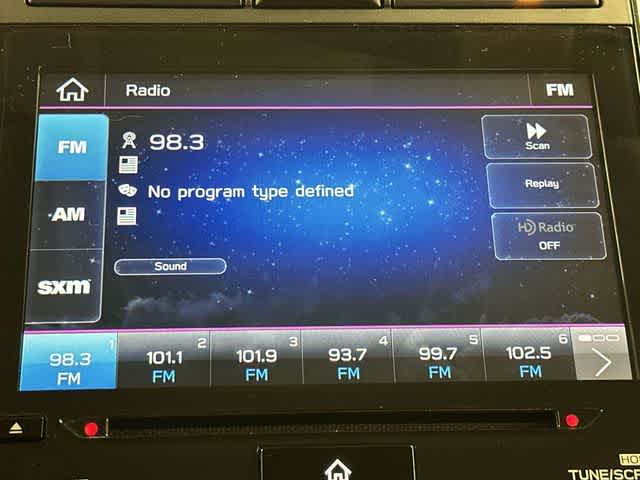 Radio
FM
FM
98.3
Scan
AM
No program type defined
Replay
HD Radio
OFF
sxm
Sound
1 2 3 4 5 6
98.3 101.1 101.9 93.7 99.7 102.5
FM FM FM FM FM FM
TUNE/SCR